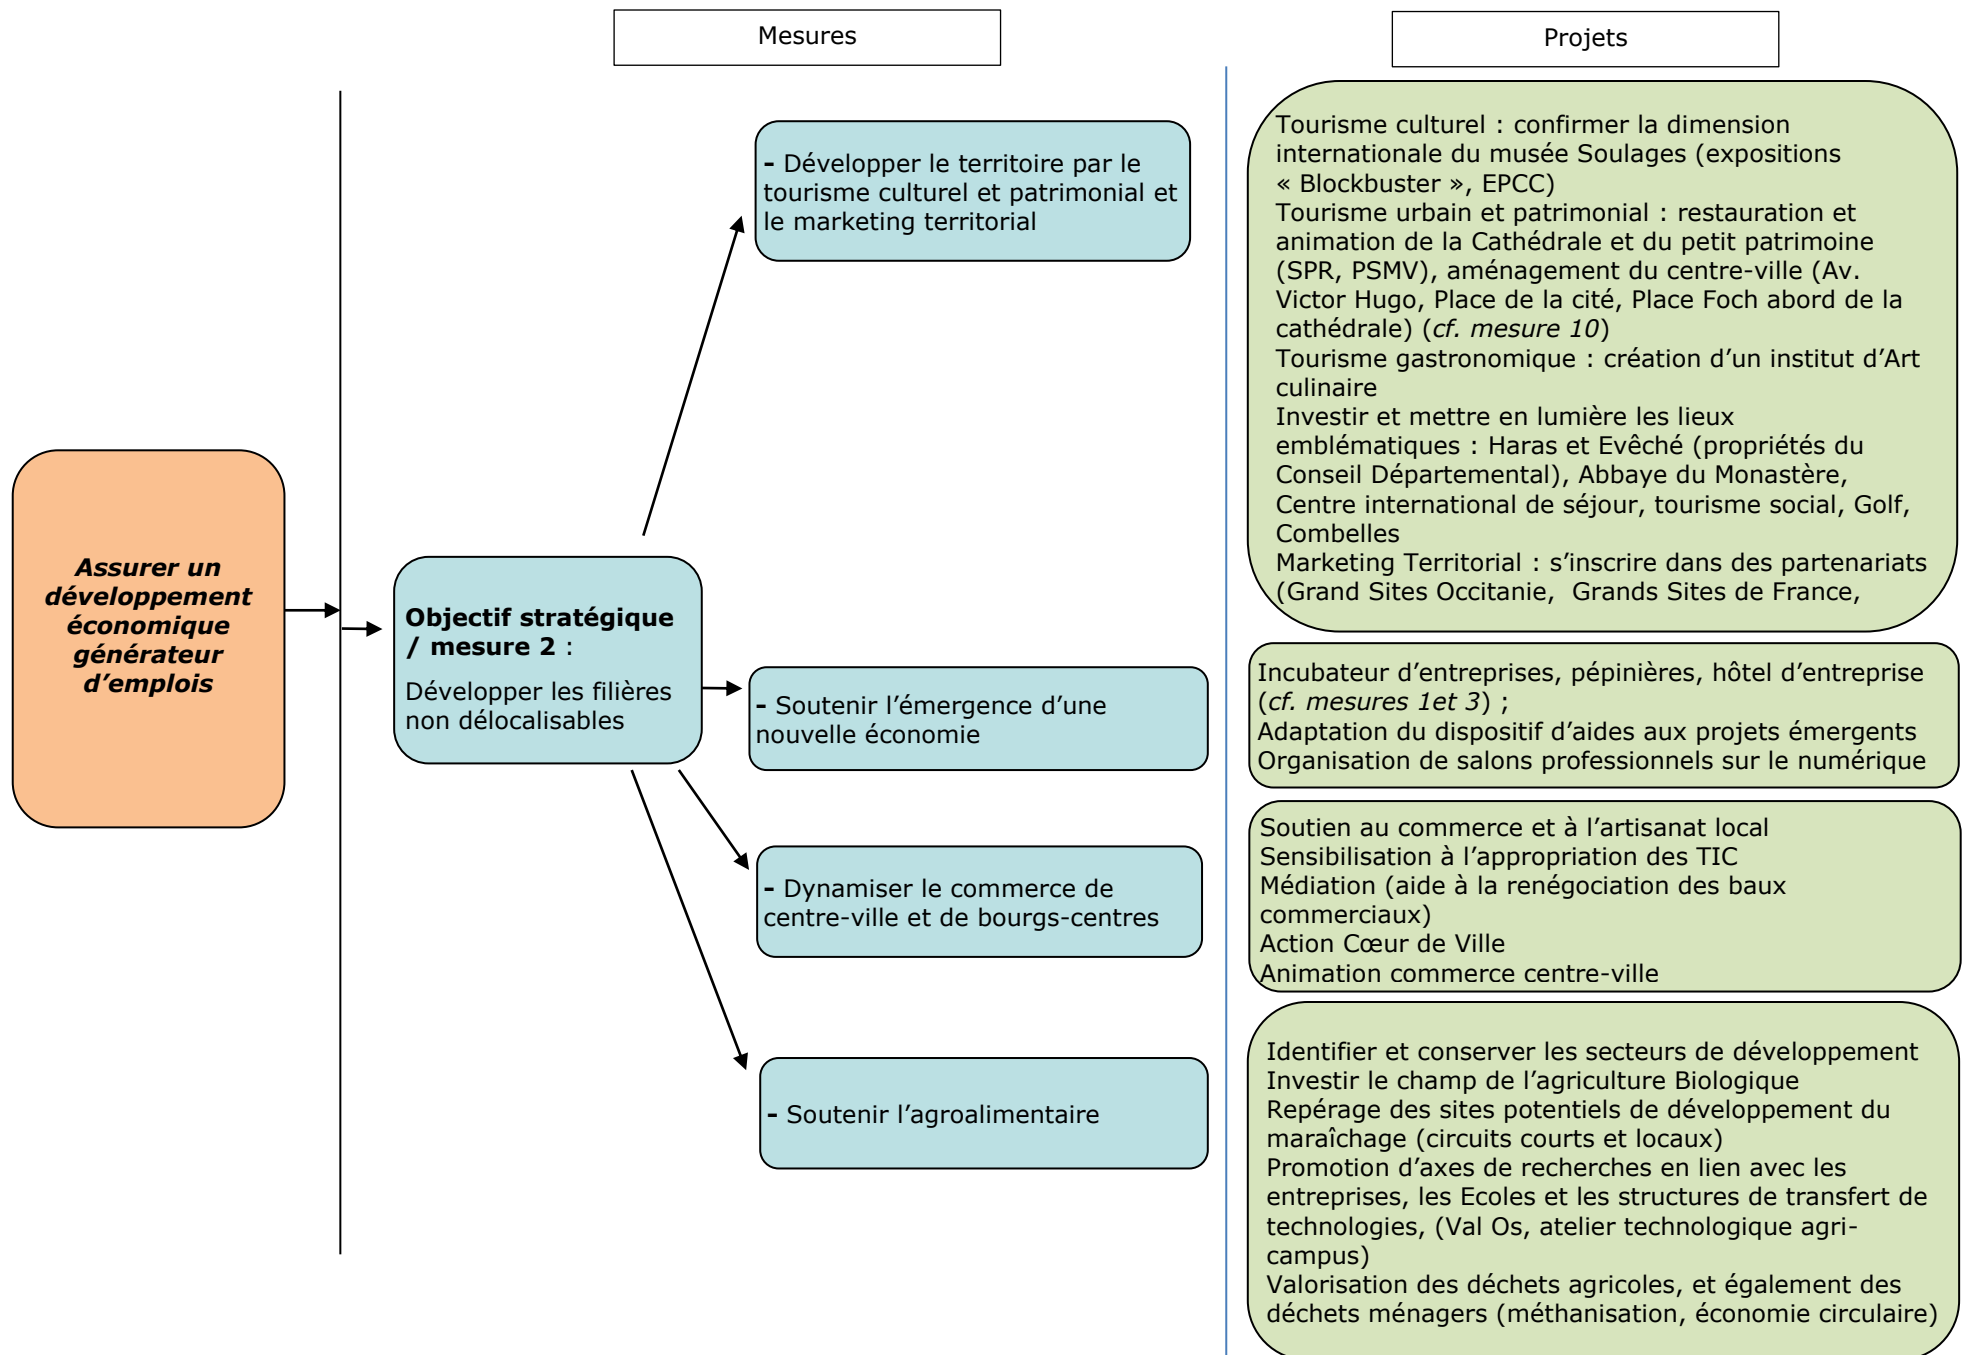 Mesures
Projets
Assurer un
développement
économique
générateur
d’emplois
Objectif stratégique
/ mesure 2 :
Développer les filières
non délocalisables
- Développer le territoire par le
tourisme culturel et patrimonial et
le marketing territorial
- Soutenir l’émergence d’une
nouvelle économie
- Dynamiser le commerce de
centre-ville et de bourgs-centres
- Soutenir l’agroalimentaire
Tourisme culturel : confirmer la dimension
internationale du musée Soulages (expositions
« Blockbuster », EPCC)
Tourisme urbain et patrimonial : restauration et
animation de la Cathédrale et du petit patrimoine
(SPR, PSMV), aménagement du centre-ville (Av.
Victor Hugo, Place de la cité, Place Foch abord de la
cathédrale) (cf. mesure 10)
Tourisme gastronomique : création d’un institut d’Art
culinaire
Investir et mettre en lumière les lieux
emblématiques : Haras et Evêché (propriétés du
Conseil Départemental), Abbaye du Monastère,
Centre international de séjour, tourisme social, Golf,
Combelles
Marketing Territorial : s’inscrire dans des partenariats
(Grand Sites Occitanie, Grands Sites de France,
Incubateur d’entreprises, pépinières, hôtel d’entreprise
(cf. mesures 1et 3) ;
Adaptation du dispositif d’aides aux projets émergents
Organisation de salons professionnels sur le numérique
Soutien au commerce et à l’artisanat local
Sensibilisation à l’appropriation des TIC
Médiation (aide à la renégociation des baux
commerciaux)
Action Cœur de Ville
Animation commerce centre-ville
Identifier et conserver les secteurs de développement
Investir le champ de l’agriculture Biologique
Repérage des sites potentiels de développement du
maraîchage (circuits courts et locaux)
Promotion d’axes de recherches en lien avec les
entreprises, les Ecoles et les structures de transfert de
technologies, (Val Os, atelier technologique agri-
campus)
Valorisation des déchets agricoles, et également des
déchets ménagers (méthanisation, économie circulaire)